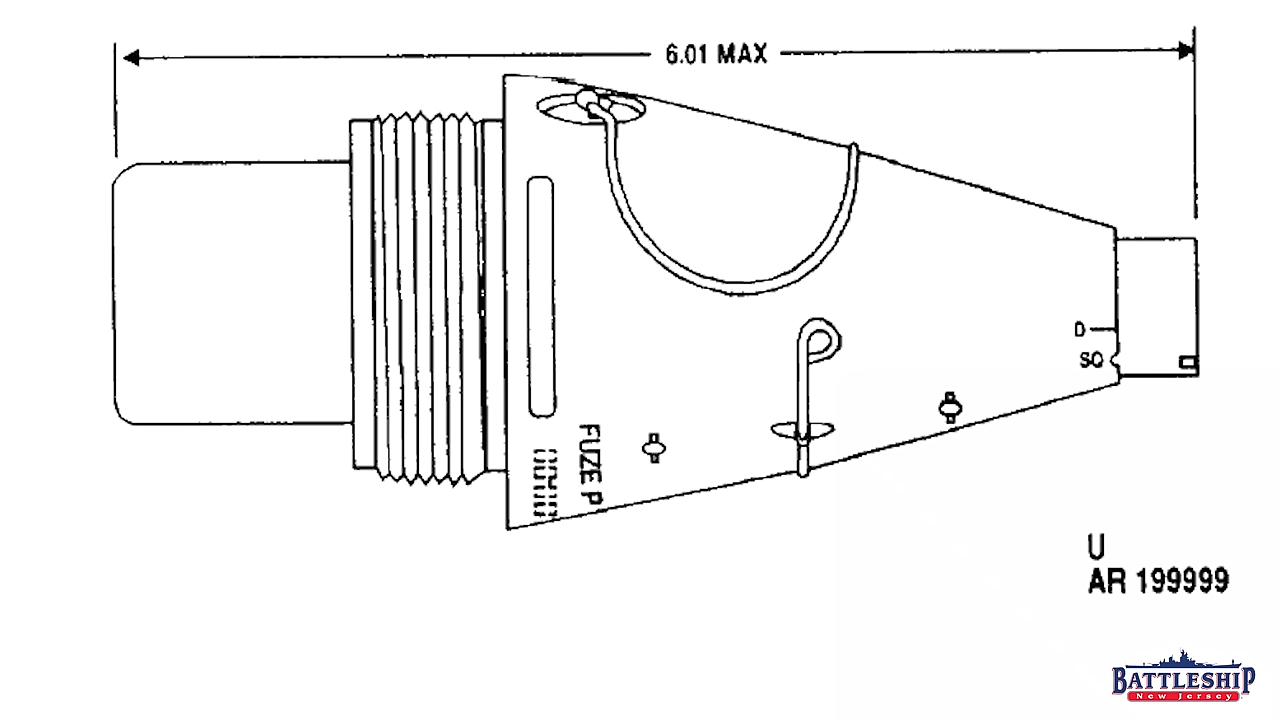 6.01 MAX
D
SQ
FUZE P
U
AR 199999
BATTLESHIP
New Jersey